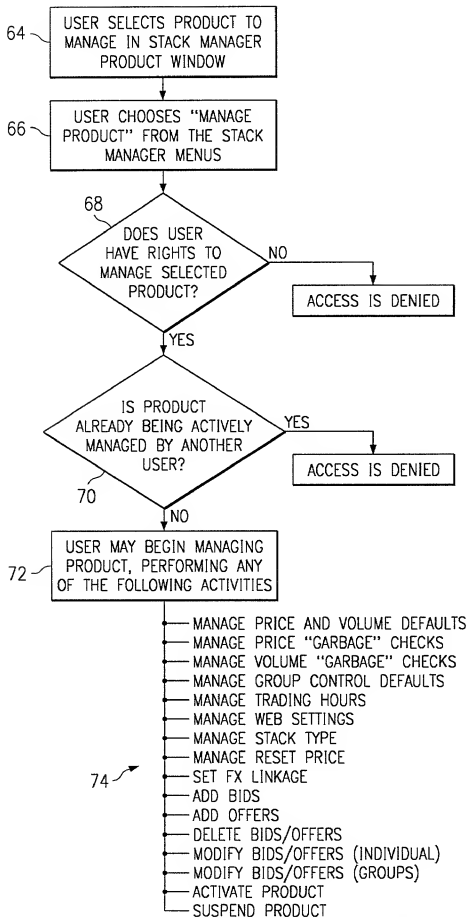 64
USER SELECTS PRODUCT TO
MANAGE IN STACK MANAGER
PRODUCT WINDOW
66
USER CHOOSES "MANAGE
PRODUCT" FROM THE STACK
MANAGER MENUS
68
DOES USER
HAVE RIGHTS TO
MANAGE SELECTED
PRODUCT?
NO
ACCESS IS DENIED
YES
IS PRODUCT
ALREADY BEING ACTIVELY
MANAGED BY ANOTHER
USER?
70
YES
ACCESS IS DENIED
NO
72
USER MAY BEGIN MANAGING
PRODUCT, PERFORMING ANY
OF THE FOLLOWING ACTIVITIES
74
MANAGE PRICE AND VOLUME DEFAULTS
MANAGE PRICE "GARBAGE" CHECKS
MANAGE VOLUME "GARBAGE" CHECKS
MANAGE GROUP CONTROL DEFAULTS
MANAGE TRADING HOURS
MANAGE WEB SETTINGS
MANAGE STACK TYPE
MANAGE RESET PRICE
SET FX LINKAGE
ADD BIDS
ADD OFFERS
DELETE BIDS/OFFERS
MODIFY BIDS/OFFERS (INDIVIDUAL)
MODIFY BIDS/OFFERS (GROUPS)
ACTIVATE PRODUCT
SUSPEND PRODUCT